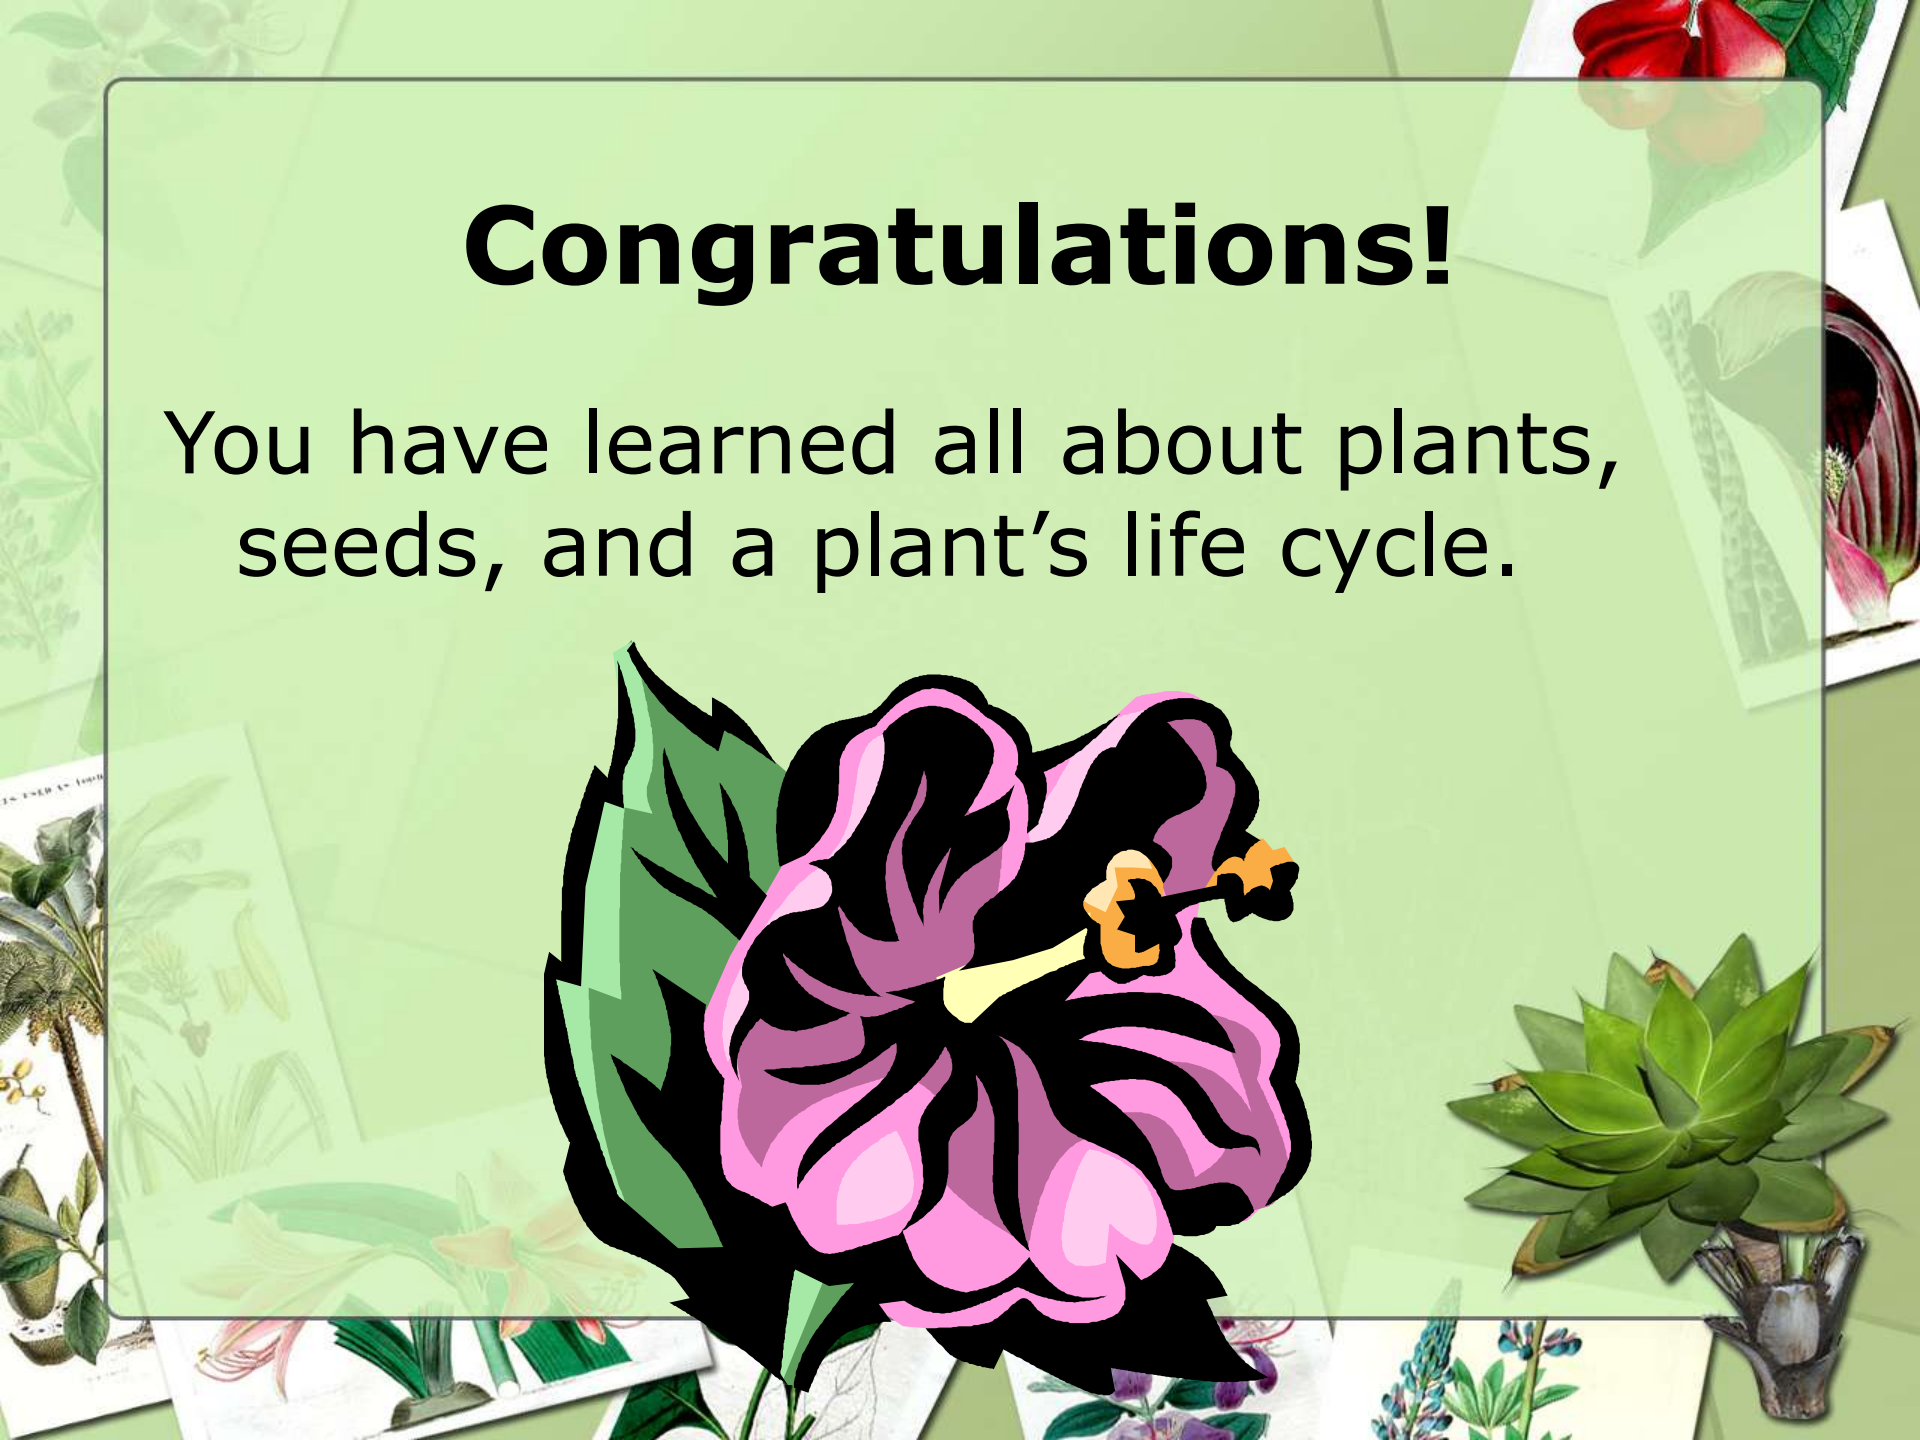 Congratulations!
You have learned all about plants,
seeds, and a plant’s life cycle.